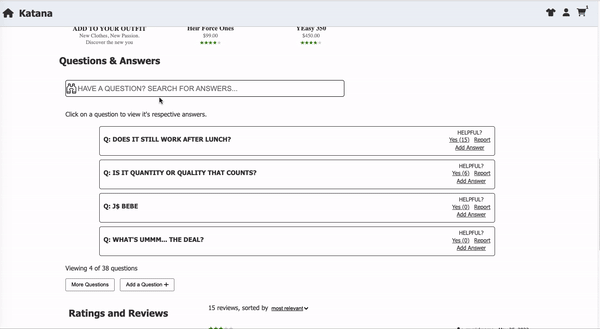 Katana
1
ADD TO YOUR OUTFIT
New Clothes, New Passion.
Discover the new you
Heir Force Ones
$99.00
YEasy 350
$450.00
Questions & Answers
HAVE A QUESTION? SEARCH FOR ANSWERS...
Click on a question to view it's respective answers.
Q: DOES IT STILL WORK AFTER LUNCH?
HELPFUL?
Yes (15) Report
Add Answer
Q: IS IT QUANTITY OR QUALITY THAT COUNTS?
HELPFUL?
Yes (6) Report
Add Answer
Q: J$ BEBE
HELPFUL?
Yes (0) Report
Add Answer
Q: WHAT'S UMMM... THE DEAL?
HELPFUL?
Yes (0) Report
Add Answer
Viewing 4 of 38 questions
More Questions
Add a Question +
Ratings and Reviews
15 reviews, sorted by most relevant